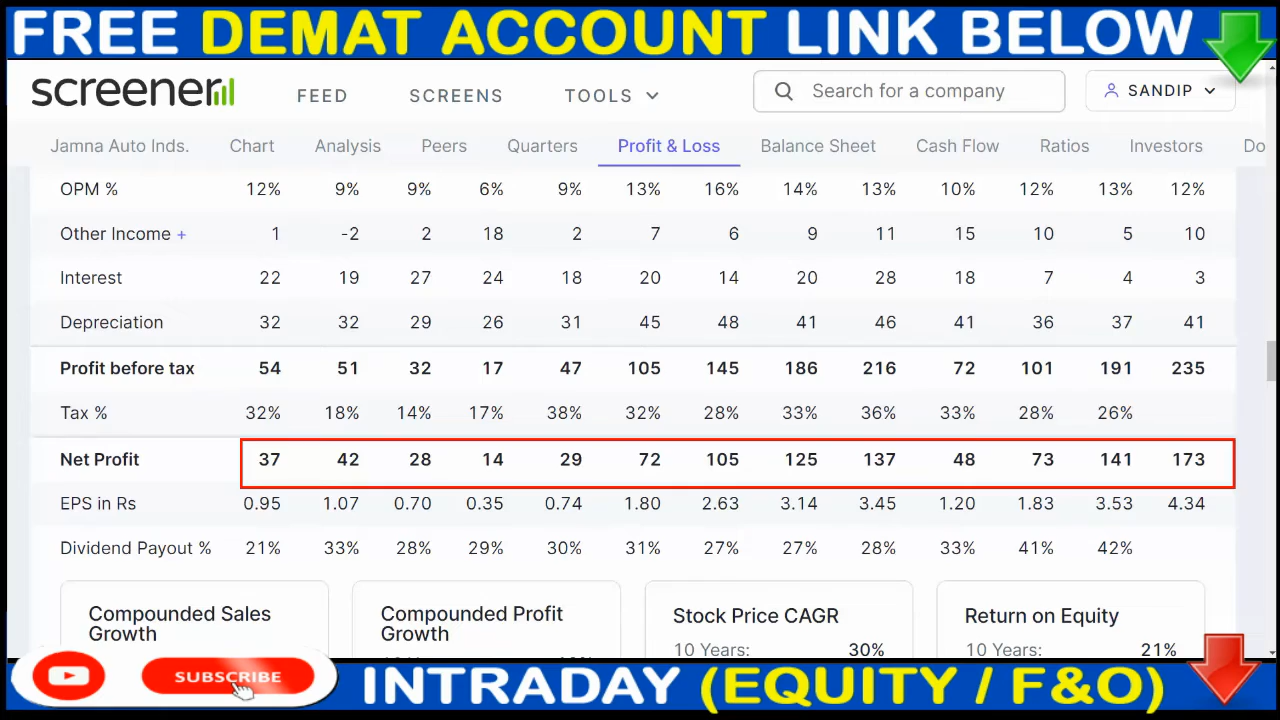 FREE DEMAT ACCOUNT LINK BELOW
screener FEED SCREENS TOOLS Search for a company SANDIP
Jamna Auto Inds. Chart Analysis Peers Quarters Profit & Loss Balance Sheet Cash Flow Ratios Investors Do
OPM % 12% 9% 9% 6% 9% 13% 16% 14% 13% 10% 12% 13% 12%
Other Income + 1 -2 2 18 2 7 6 9 11 15 10 5 10
Interest 22 19 27 24 18 20 14 20 28 18 7 4 3
Depreciation 32 32 29 26 31 45 48 41 46 41 36 37 41
Profit before tax 54 51 32 17 47 105 145 186 216 72 101 191 235
Tax % 32% 18% 14% 17% 38% 32% 28% 33% 36% 33% 28% 26%
Net Profit 37 42 28 14 29 72 105 125 137 48 73 141 173
EPS in Rs 0.95 1.07 0.70 0.35 0.74 1.80 2.63 3.14 3.45 1.20 1.83 3.53 4.34
Dividend Payout % 21% 33% 28% 29% 30% 31% 27% 27% 28% 33% 41% 42%
Compounded Sales Growth
Compounded Profit Growth
Stock Price CAGR
10 Years: 30%
Return on Equity
21%
SUBSCRIBE
INTRADAY (EQUITY / F&O)